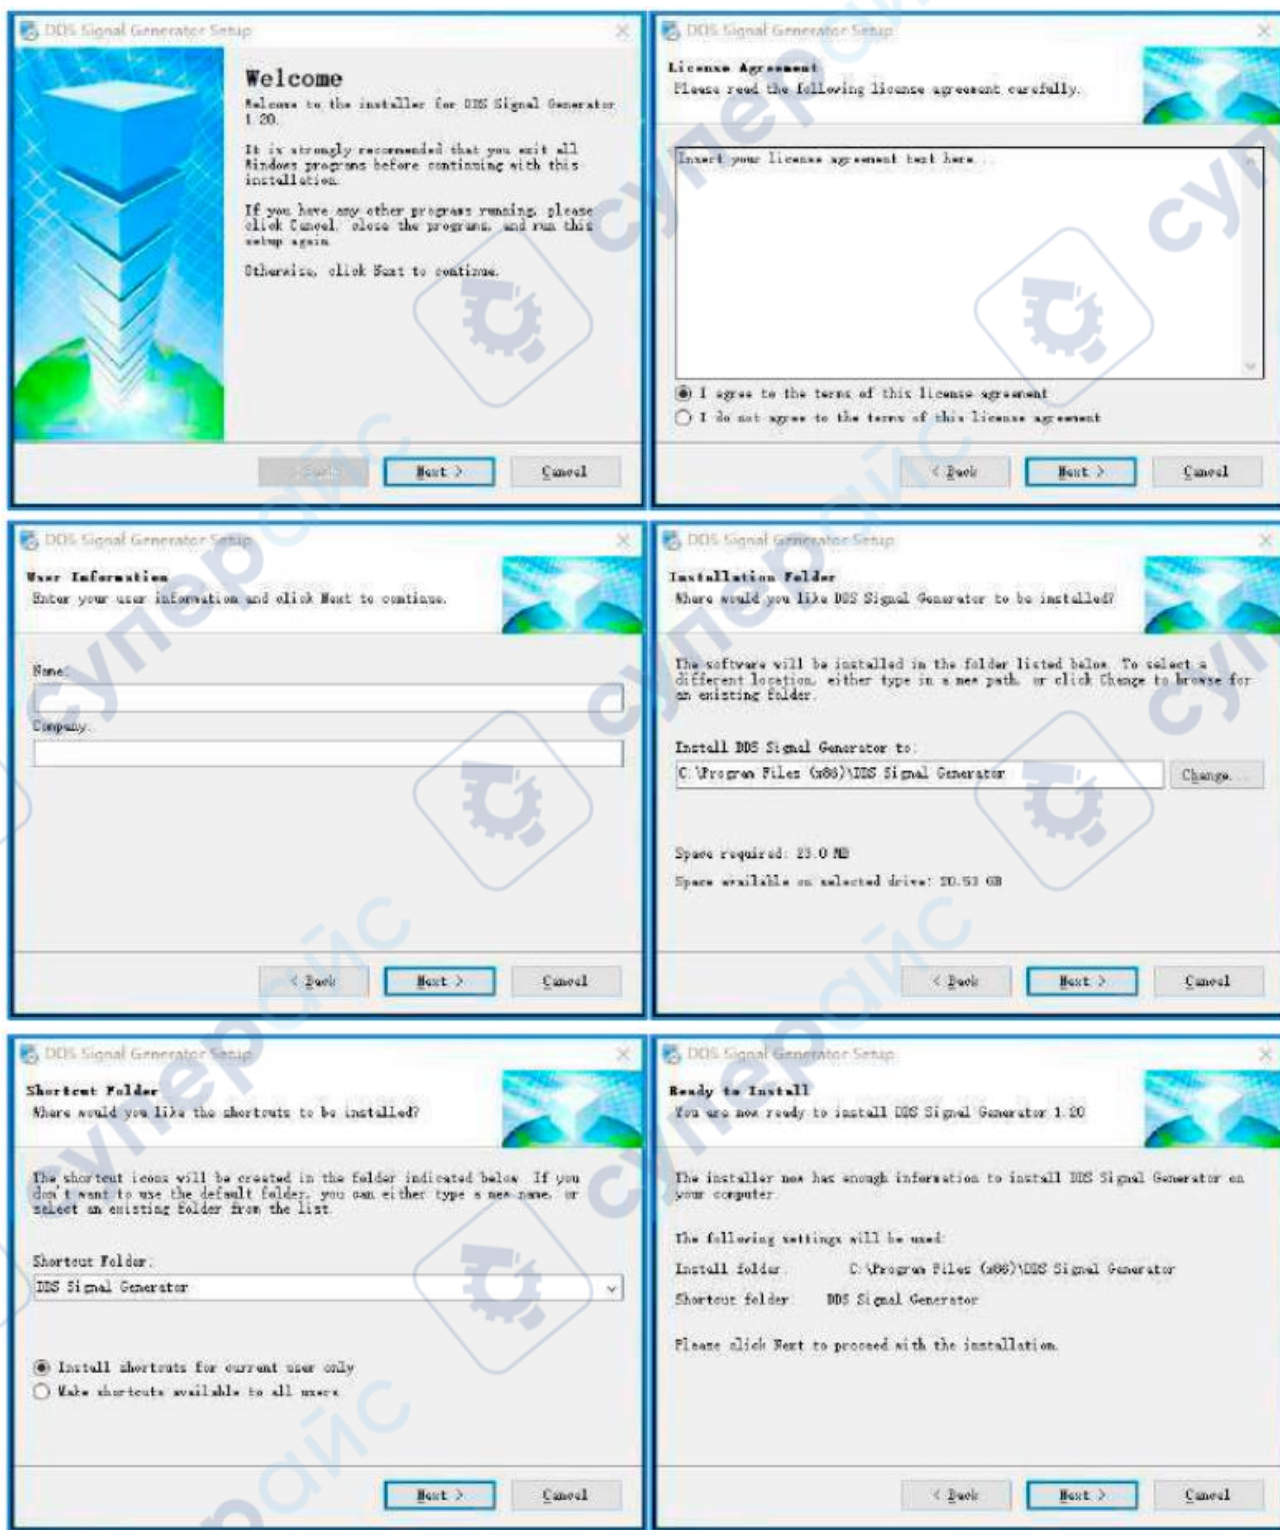 DDS Signal Generator Setup
Welcome
Welcome to the installer for DDS Signal Generator
1.20.
It is strongly recommended that you exit all
Windows programs before continuing with this
installation.
If you have any other programs running, please
click Cancel, close the programs, and run this
setup again.
Otherwise, click Next to continue.
< Back
Next >
Cancel
DDS Signal Generator Setup
License Agreement
Please read the following license agreement carefully.
Insert your license agreement text here...
I agree to the terms of this license agreement
I do not agree to the terms of this license agreement
< Back
Next >
Cancel
DDS Signal Generator Setup
User Information
Enter your user information and click Next to continue.
Name:
Company:
< Back
Next >
Cancel
DDS Signal Generator Setup
Installation Folder
Where would you like DDS Signal Generator to be installed?
The software will be installed in the folder listed below. To select a
different location, either type in a new path, or click Change to browse for
an existing folder.
Install DDS Signal Generator to:
C:\Program Files (x86)\DDS Signal Generator
Change...
Space required: 23.0 MB
Space available on selected drive: 20.53 GB
< Back
Next >
Cancel
DDS Signal Generator Setup
Shortcut Folder
Where would you like the shortcuts to be installed?
The shortcut icons will be created in the folder indicated below. If you
don't want to use the default folder, you can either type a new name, or
select an existing folder from the list.
Shortcut Folder:
DDS Signal Generator
Install shortcuts for current user only
Make shortcuts available to all users
Next >
Cancel
DDS Signal Generator Setup
Ready to Install
You are now ready to install DDS Signal Generator 1.20
The installer now has enough information to install DDS Signal Generator on
your computer.
The following settings will be used:
Install folder: C:\Program Files (x86)\DDS Signal Generator
Shortcut folder: DDS Signal Generator
Please click Next to proceed with the installation.
< Back
Next >
Cancel
суперайс
суперайс
суперайс
суперайс